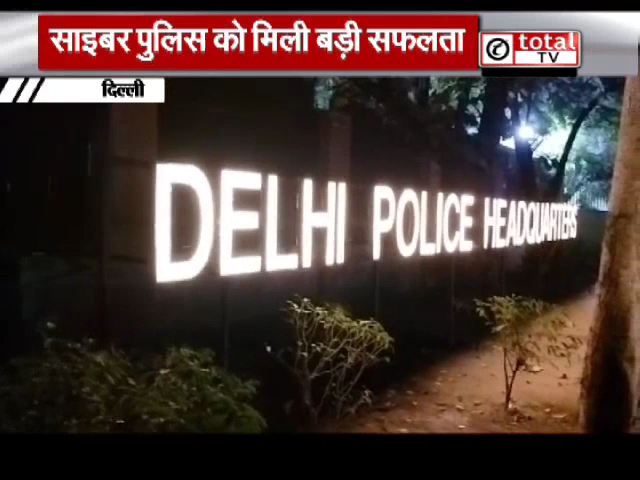 साइबर पुलिस को मिली बड़ी सफलता
total
TV
दिल्ली
DELHI POLICE HEADQUARTERS